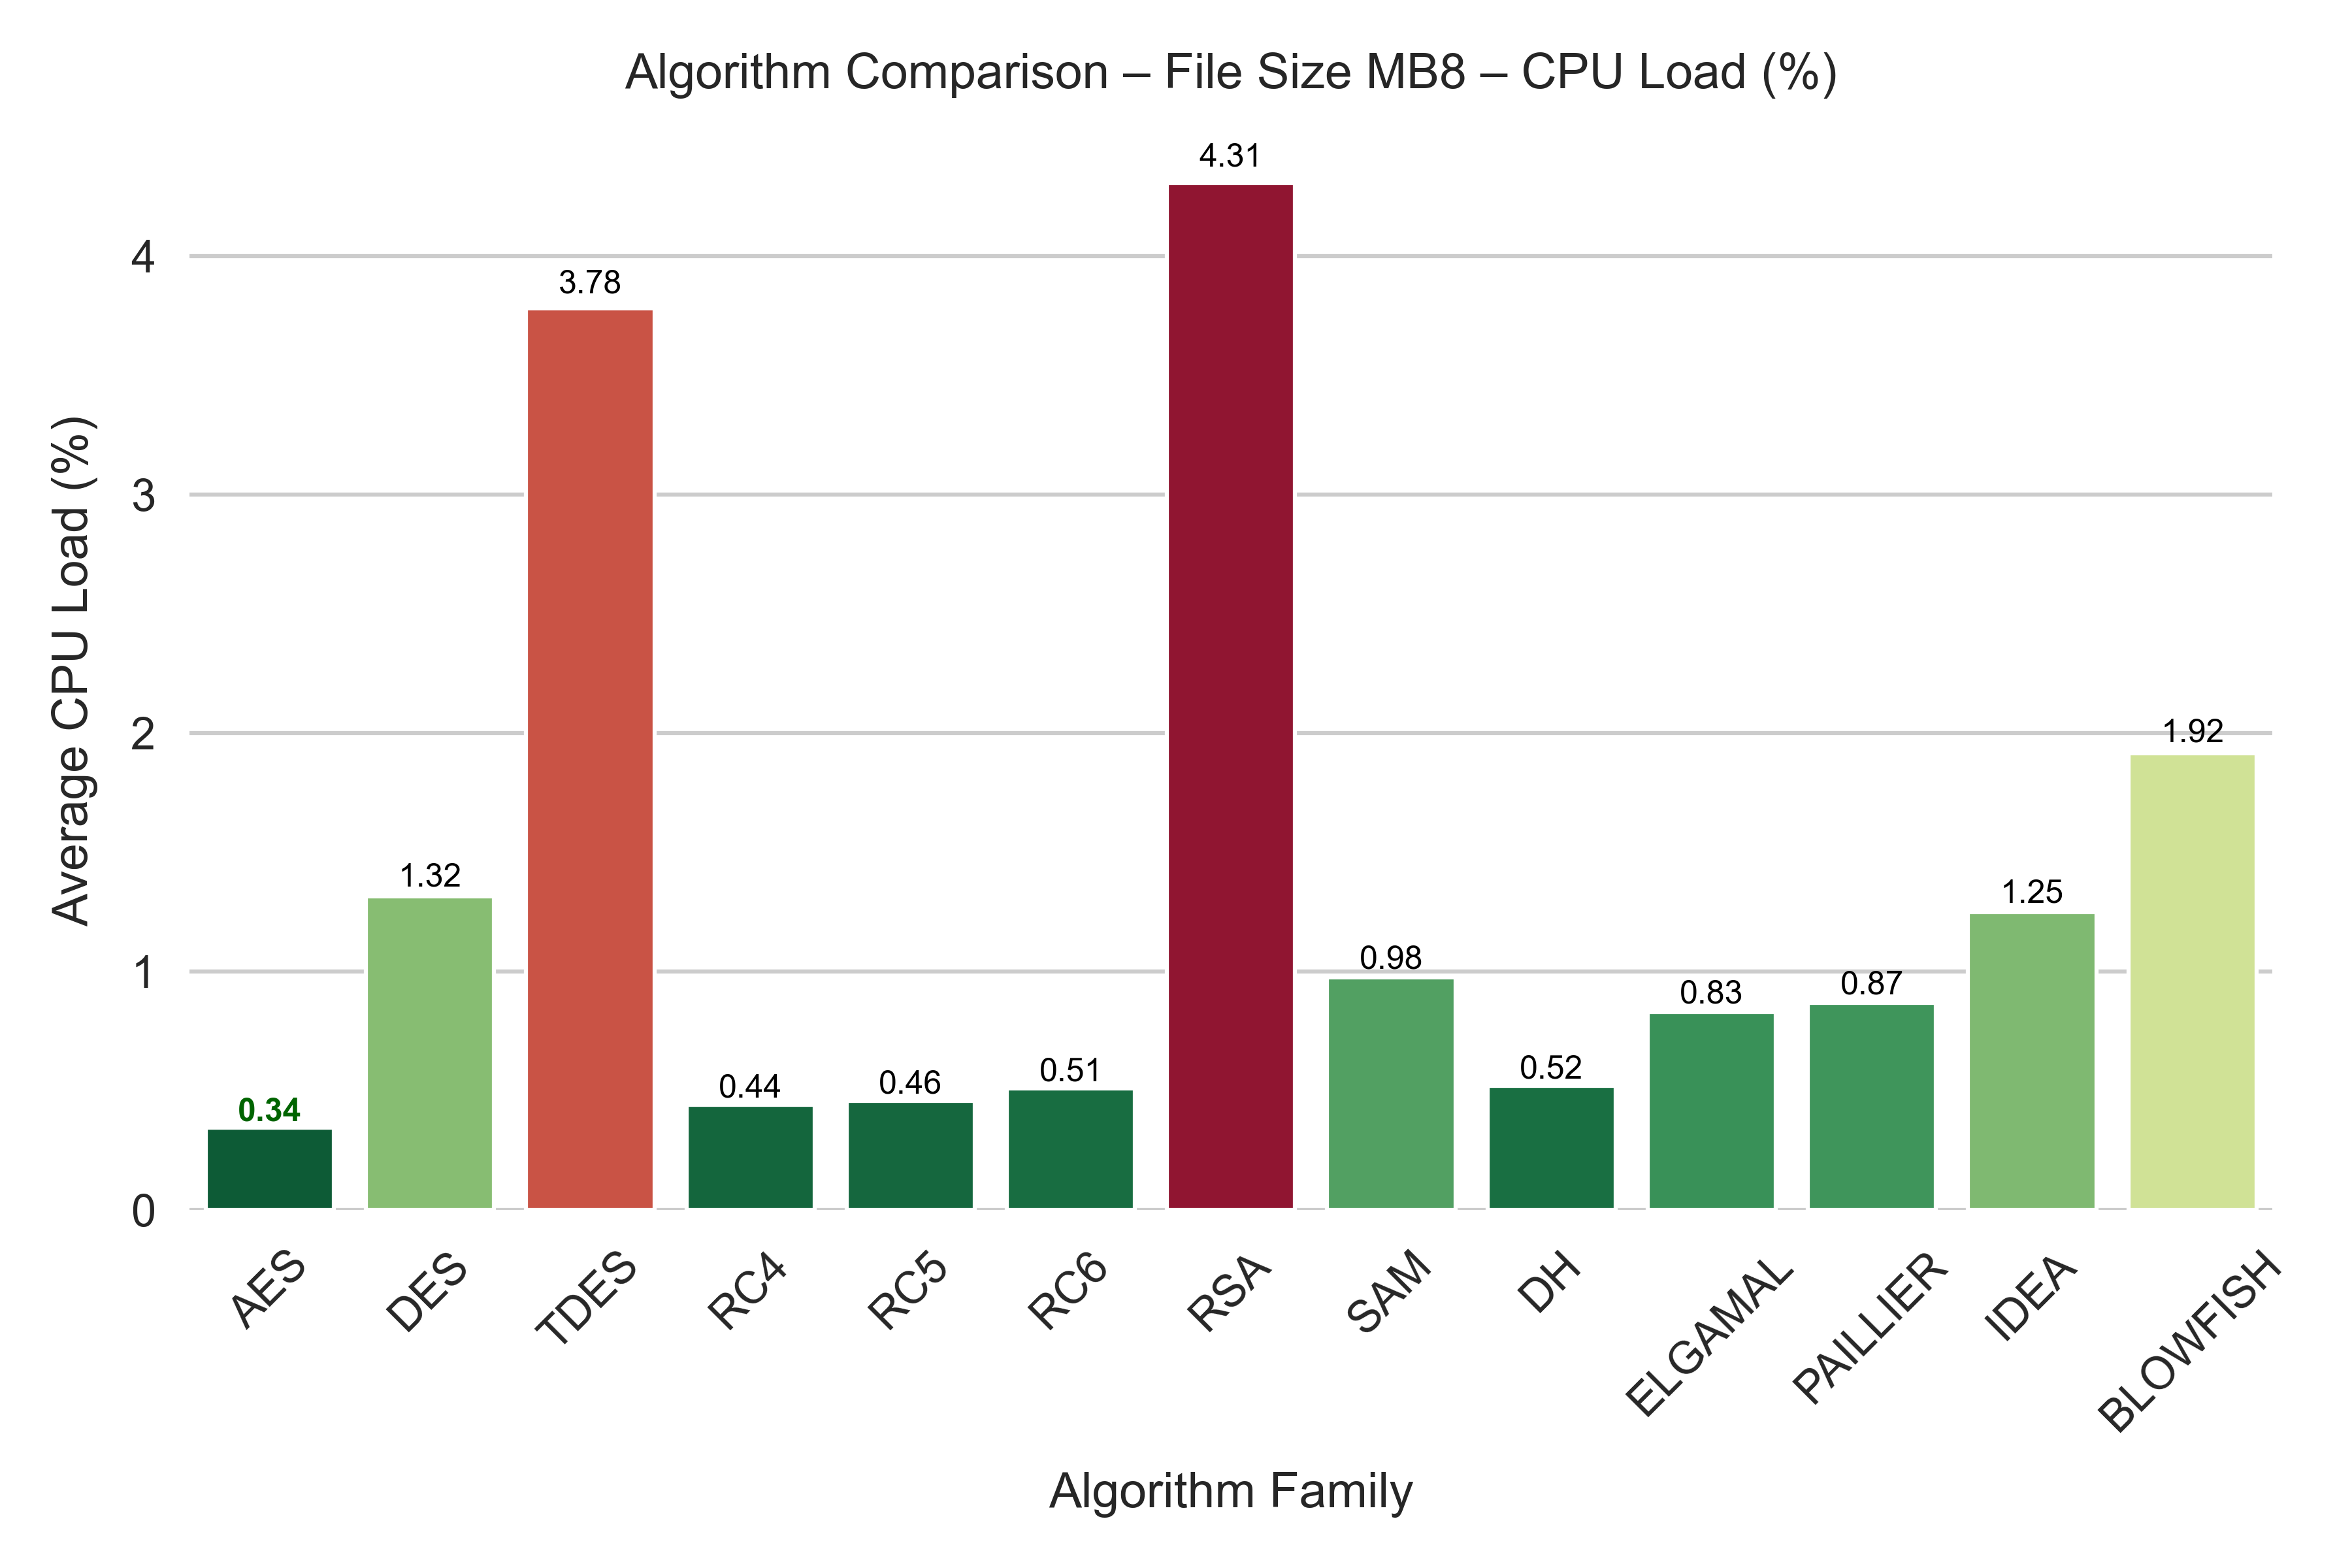 Algorithm Comparison – File Size MB8 – CPU Load (%)
Average CPU Load (%)
4
3
2
1
0
0.34
1.32
3.78
0.44
0.46
0.51
4.31
0.98
0.52
0.83
0.87
1.25
1.92
AES
DES
TDES
RC4
RC5
RC6
RSA
SAM
DH
ELGAMAL
PAILLIER
IDEA
BLOWFISH
Algorithm Family